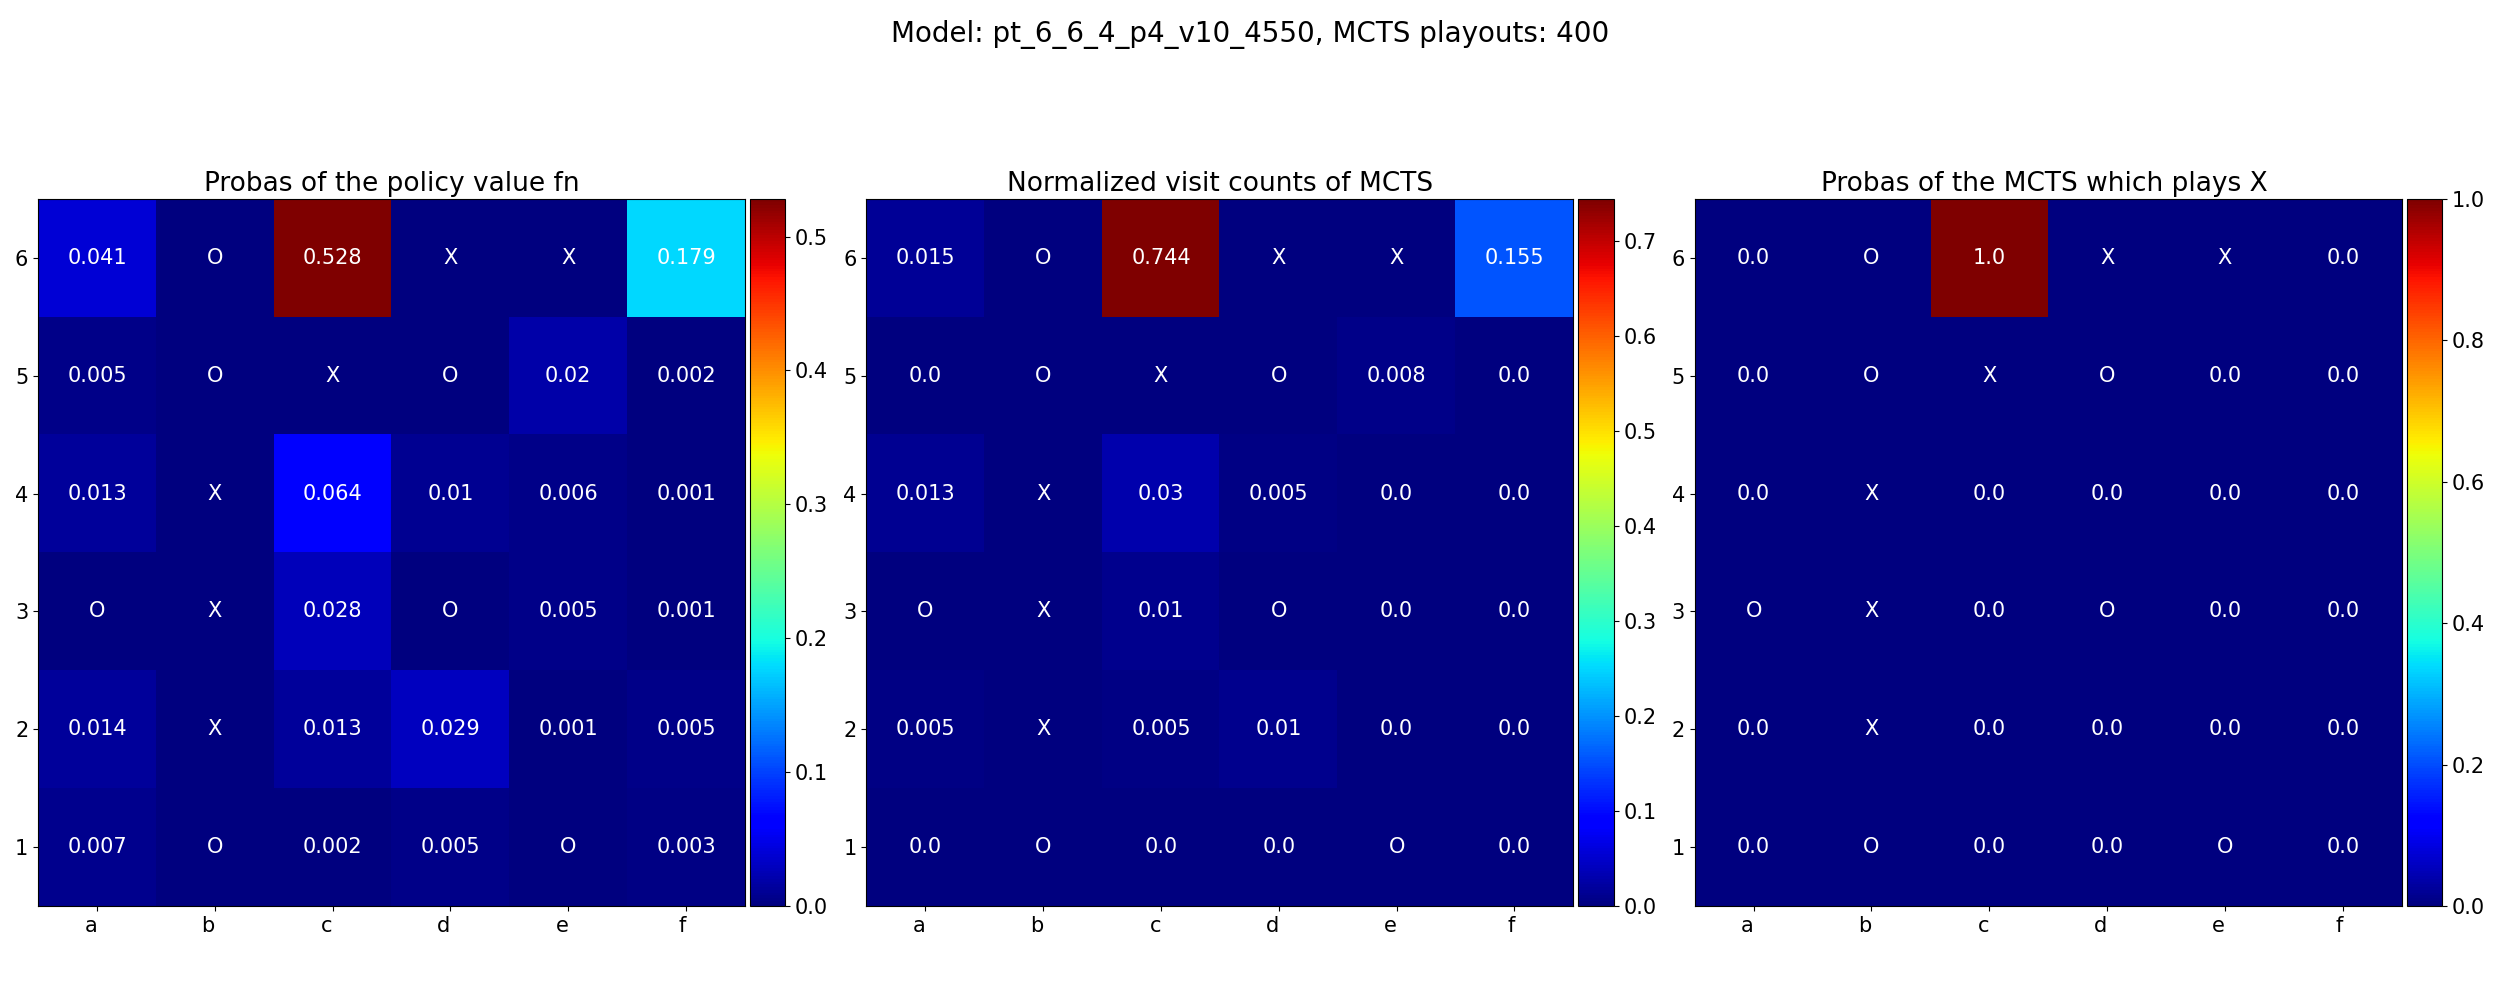 Model: pt_6_6_4_p4_v10_4550, MCTS playouts: 400
Probas of the policy value fn
6 0.041 O 0.528 X X 0.179
5 0.005 O X O 0.02 0.002
4 0.013 X 0.064 0.01 0.006 0.001
3 O X 0.028 O 0.005 0.001
2 0.014 X 0.013 0.029 0.001 0.005
1 0.007 O 0.002 0.005 O 0.003
a b c d e f
0.5
0.4
0.3
0.2
0.1
0.0
Normalized visit counts of MCTS
6 0.015 O 0.744 X X 0.155
5 0.0 O X O 0.008 0.0
4 0.013 X 0.03 0.005 0.0 0.0
3 O X 0.01 O 0.0 0.0
2 0.005 X 0.005 0.01 0.0 0.0
1 0.0 O 0.0 0.0 O 0.0
a b c d e f
0.7
0.6
0.5
0.4
0.3
0.2
0.1
0.0
Probas of the MCTS which plays X
6 0.0 O 1.0 X X 0.0
5 0.0 O X O 0.0 0.0
4 0.0 X 0.0 0.0 0.0 0.0
3 O X 0.0 O 0.0 0.0
2 0.0 X 0.0 0.0 0.0 0.0
1 0.0 O 0.0 0.0 O 0.0
a b c d e f
1.0
0.8
0.6
0.4
0.2
0.0